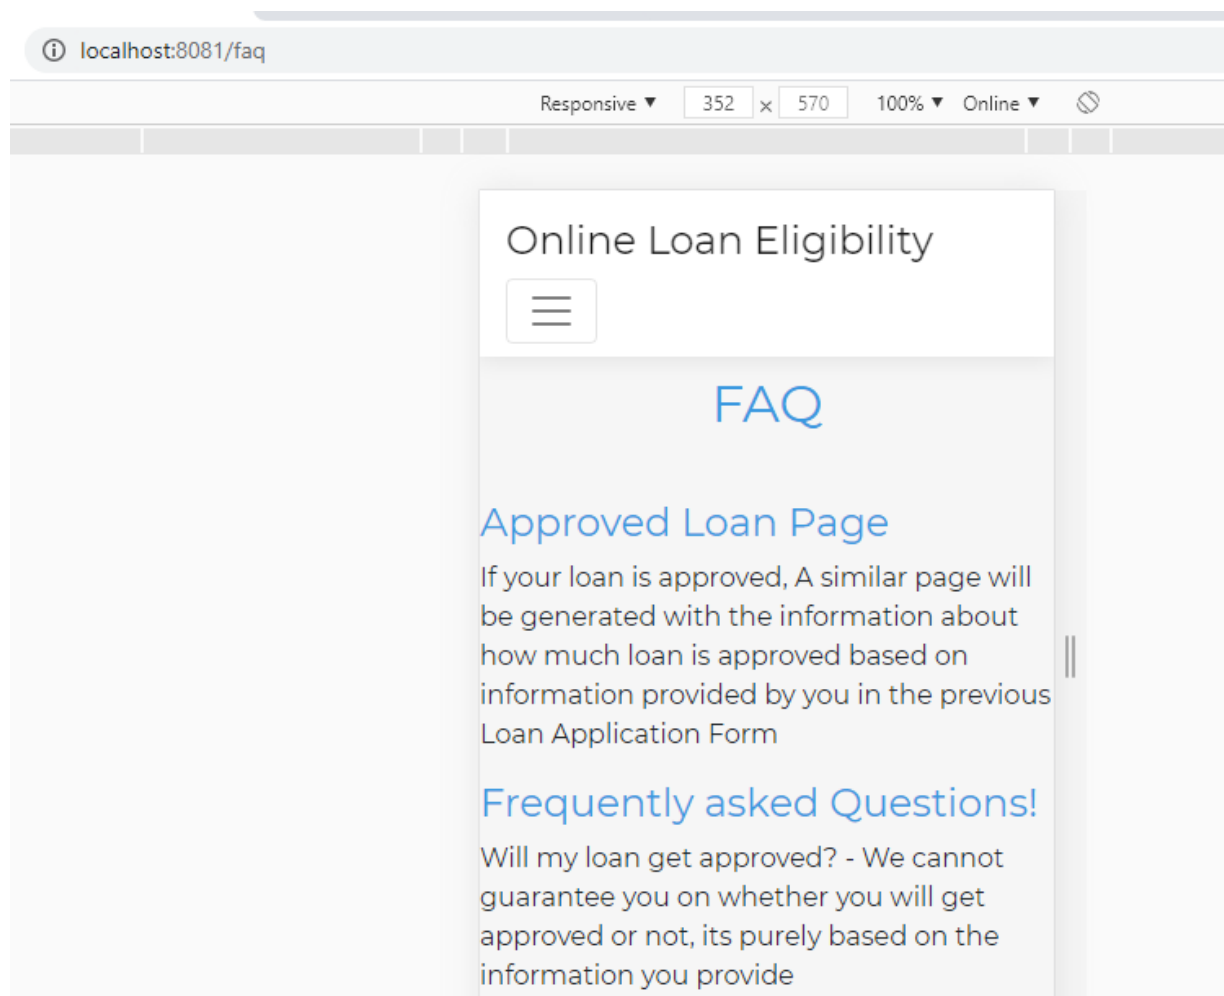 localhost:8081/faq
Responsive ▼ 352 x 570 100% ▼ Online ▼
Online Loan Eligibility
FAQ
Approved Loan Page
If your loan is approved, A similar page will
be generated with the information about
how much loan is approved based on
information provided by you in the previous
Loan Application Form
Frequently asked Questions!
Will my loan get approved? - We cannot
guarantee you on whether you will get
approved or not, its purely based on the
information you provide